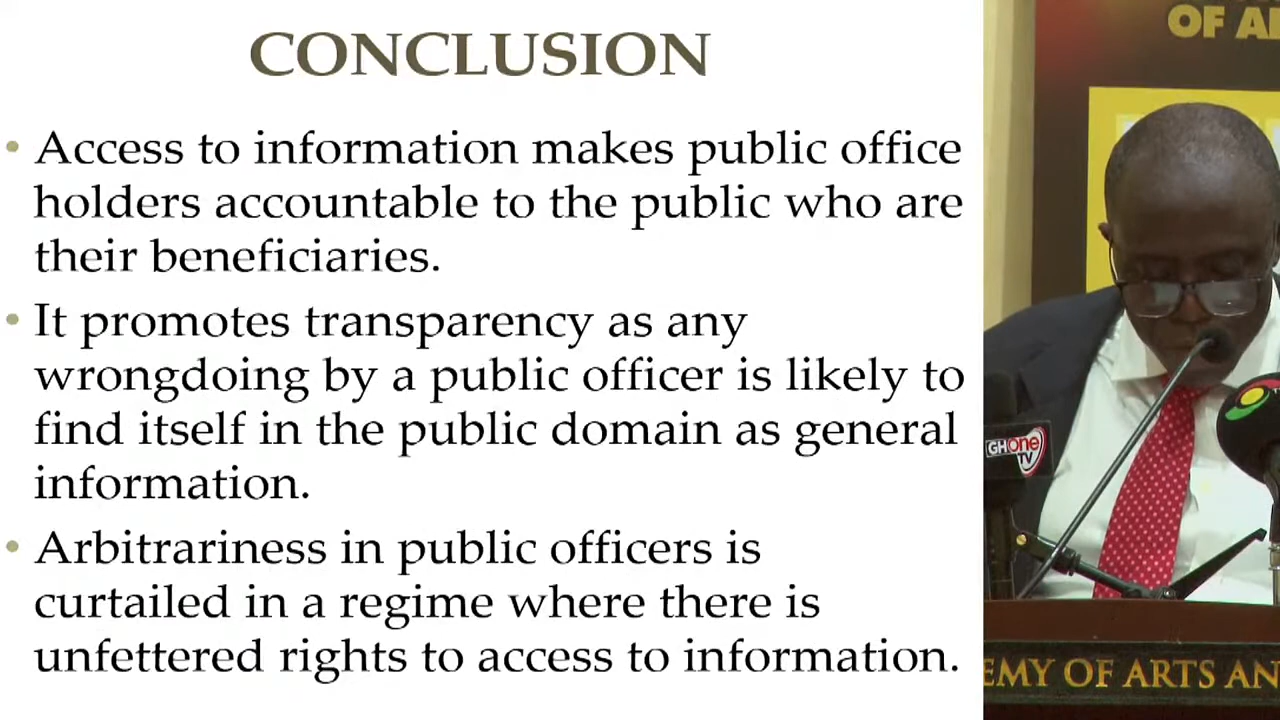 CONCLUSION
• Access to information makes public office
holders accountable to the public who are
their beneficiaries.
• It promotes transparency as any
wrongdoing by a public officer is likely to
find itself in the public domain as general
information.
• Arbitrariness in public officers is
curtailed in a regime where there is
unfettered rights to access to information.
OF A
GHOne
TV
EMY OF ARTS AN